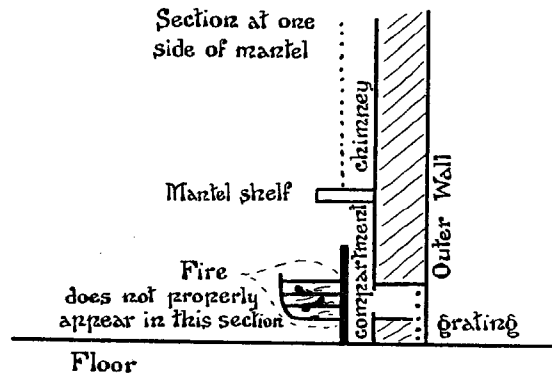 Section at one
side of mantel
chimney
Mantel shelf
Outer Wall
compartment
Fire
does not properly
appear in this section
grating
Floor